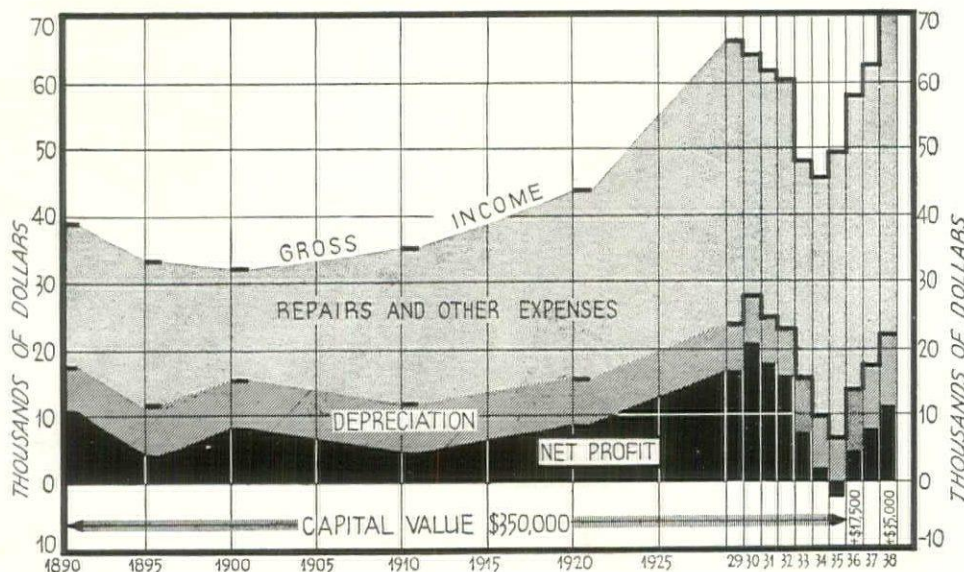 70
60
50
40
30
20
10
0
10
THOUSANDS OF DOLLARS
70
60
50
40
30
20
10
0
-10
THOUSANDS OF DOLLARS
GROSS INCOME
REPAIRS AND OTHER EXPENSES
DEPRECIATION
NET PROFIT
CAPITAL VALUE $350,000
+$17,500
+$35,000
1890 1895 1900 1905 1910 1915 1920 1925 29 30 31 32 33 34 35 36 37 38